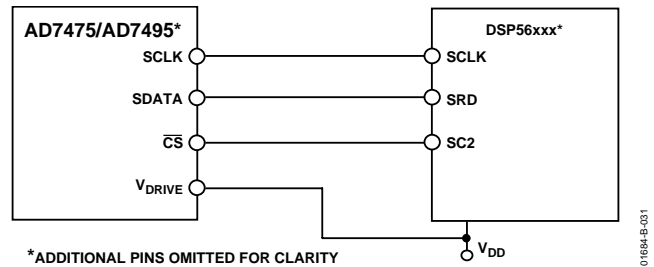 AD7475/AD7495*
SCLK
SDATA
CS
VDRIVE
DSP56xxx*
SCLK
SRD
SC2
VDD
*ADDITIONAL PINS OMITTED FOR CLARITY
01684-B-031